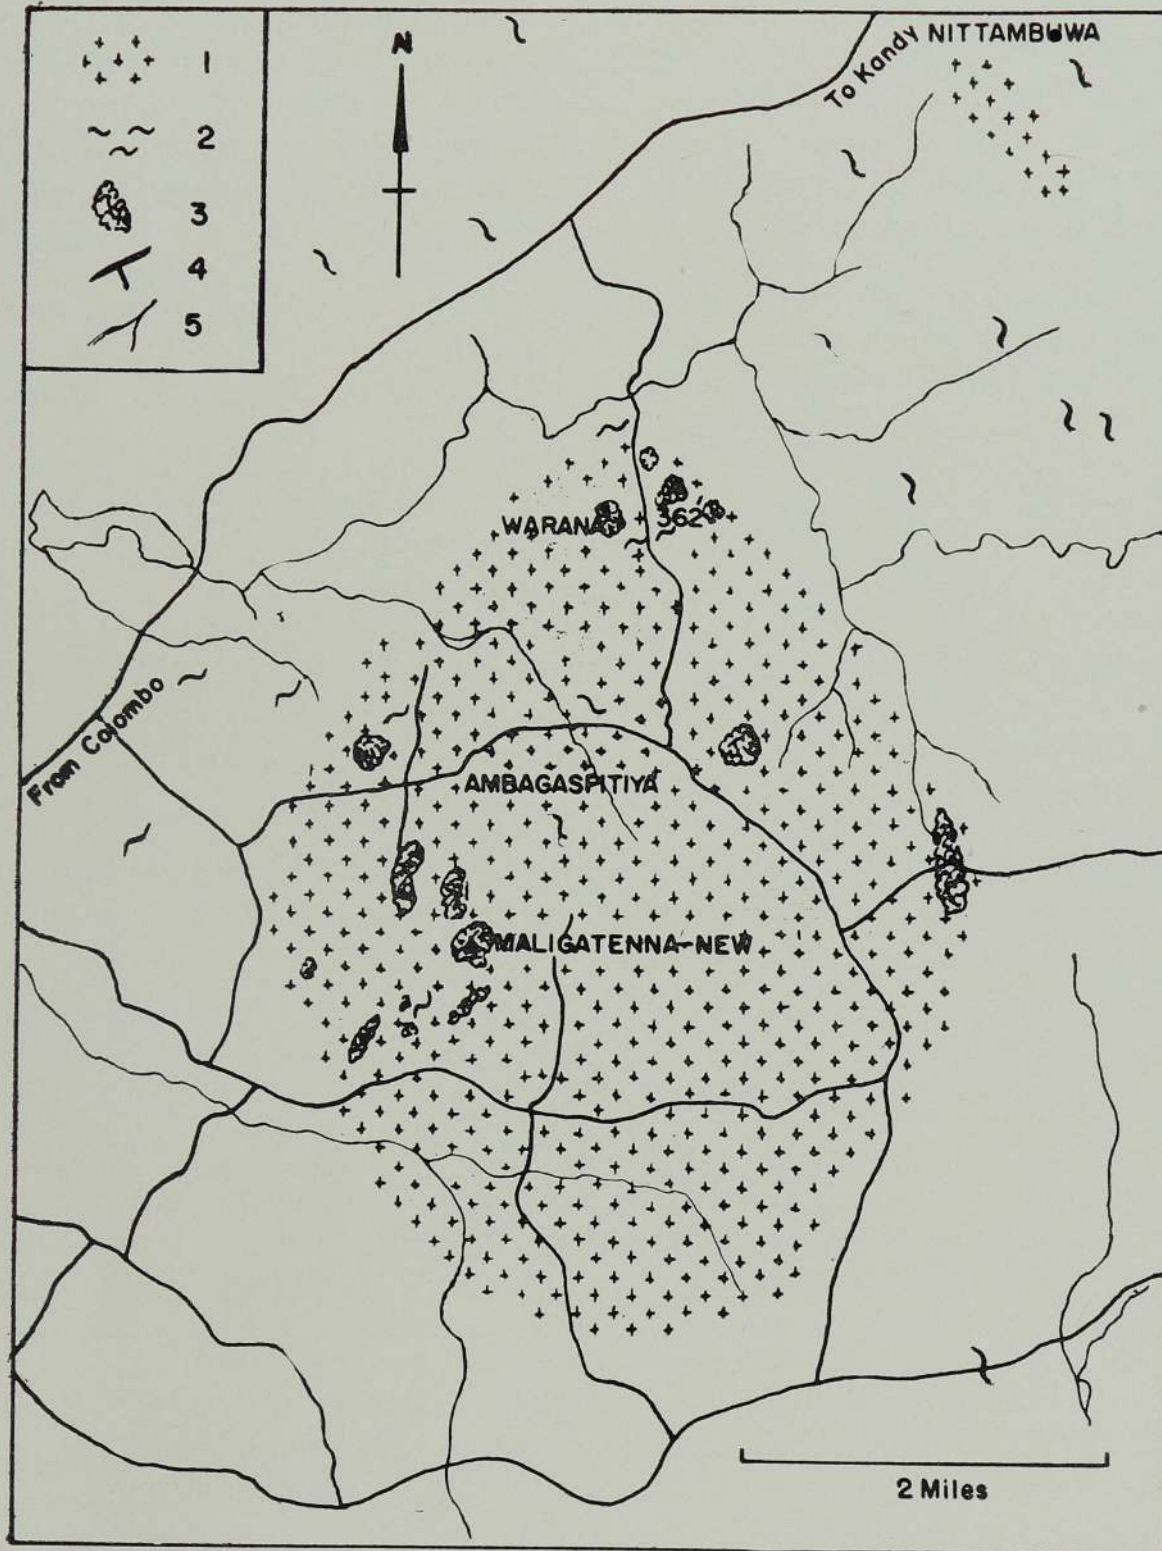 1
2
3
4
5
N
To Kandy
NITTAMBUWA
WARANA
362'
From Colombo
AMBAGASPITIYA
MALIGATENNA-NEW
2 Miles